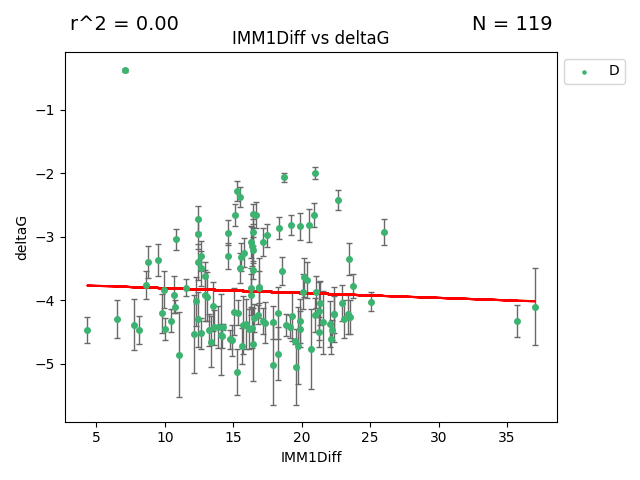 r^2 = 0.00
N = 119
IMM1Diff vs deltaG
D
deltaG
−1
−2
−3
−4
−5
5 10 15 20 25 30 35
IMM1Diff